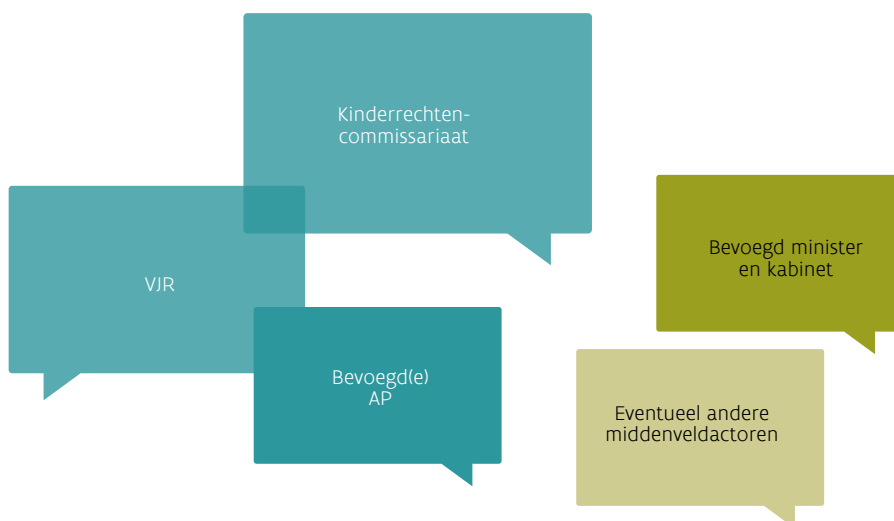 Kinderrechten-
commissariaat
VJR
Bevoegd minister
en kabinet
Bevoegd(e)
AP
Eventueel andere
middenveldactoren